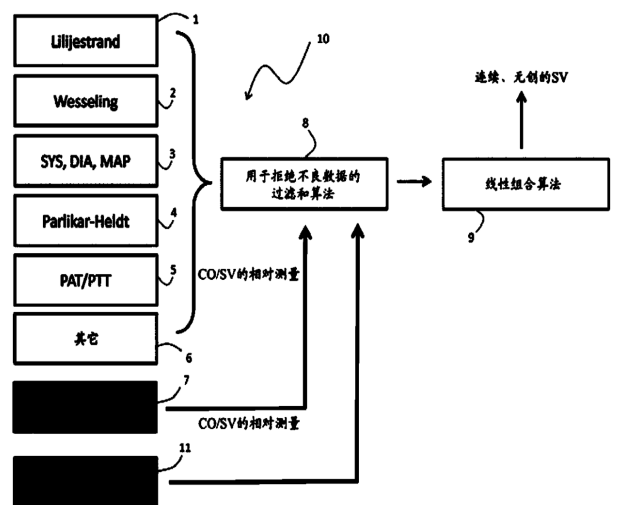 Lilijestrand
1
Wesseling
2
SYS, DIA, MAP
3
Parlikar-Heldt
4
PAT/PTT
5
其它
6
7
11
10
8
用于拒绝不良数据的
过滤和算法
CO/SV的相对测量
CO/SV的相对测量
连续、无创的SV
线性组合算法
9